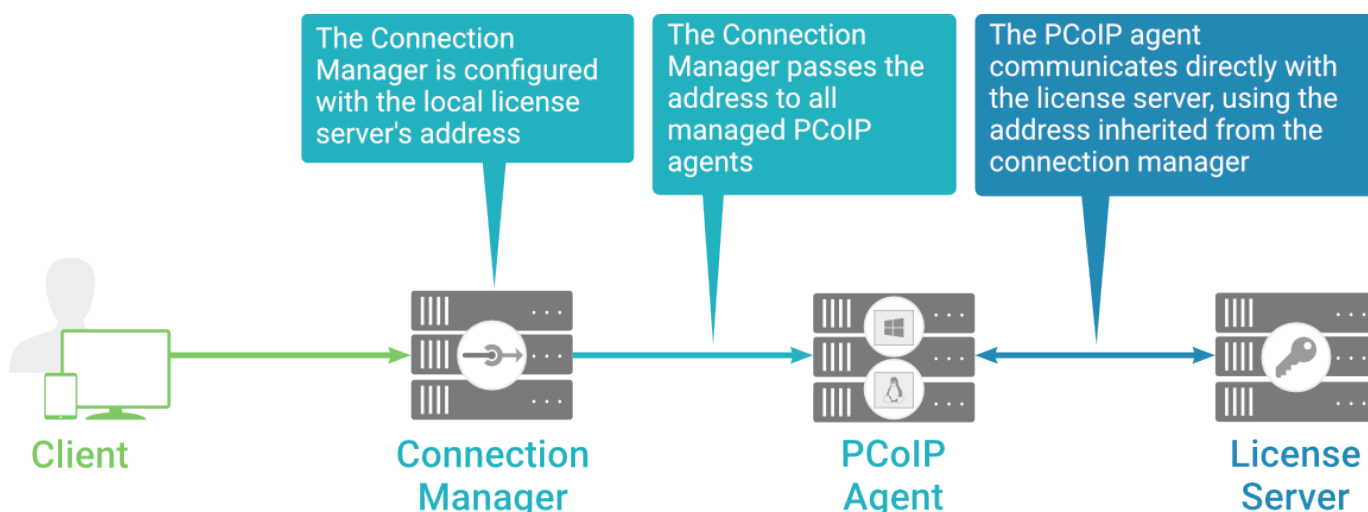 The Connection
Manager is configured
with the local license
server's address
The Connection
Manager passes the
address to all
managed PCoIP
agents
The PCoIP agent
communicates directly with
the license server, using the
address inherited from the
connection manager
Client
Connection
Manager
PCoIP
Agent
License
Server